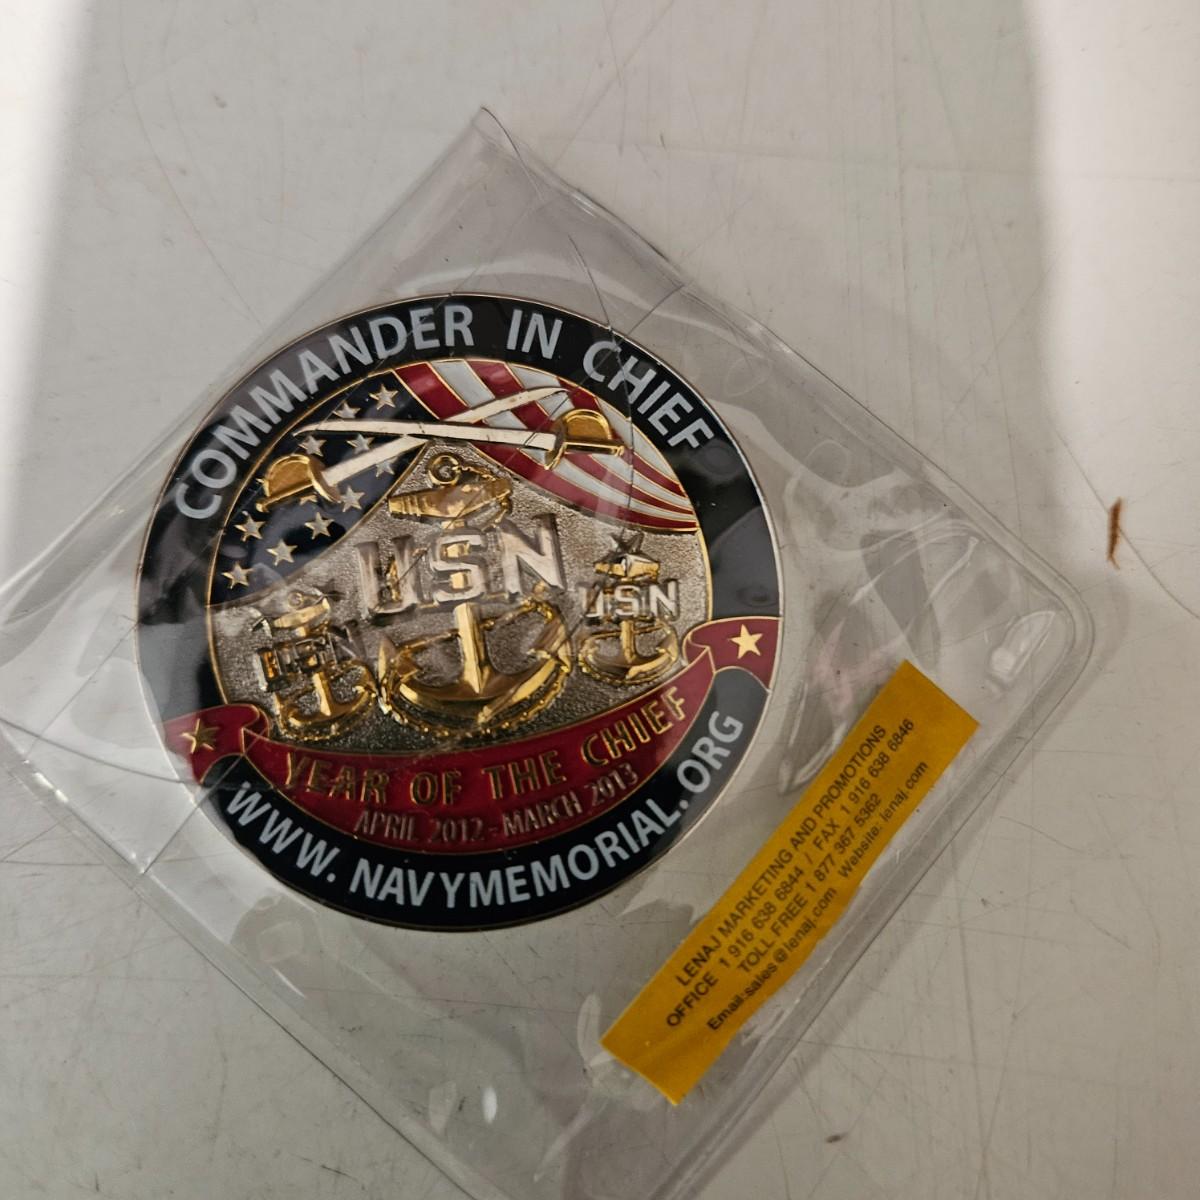 COMMANDER IN CHIEF
USN
USN
USN
YEAR OF THE CHIEF
APRIL 2012 - MARCH 2013
WWW.NAVYMEMORIAL.ORG
LENAJ MARKETING AND PROMOTIONS
OFFICE 1 916 638 6844 / FAX 1 916 638 6846
TOLL FREE 1 877 367 5362
Email:sales@lenaj.com Website: lenaj.com